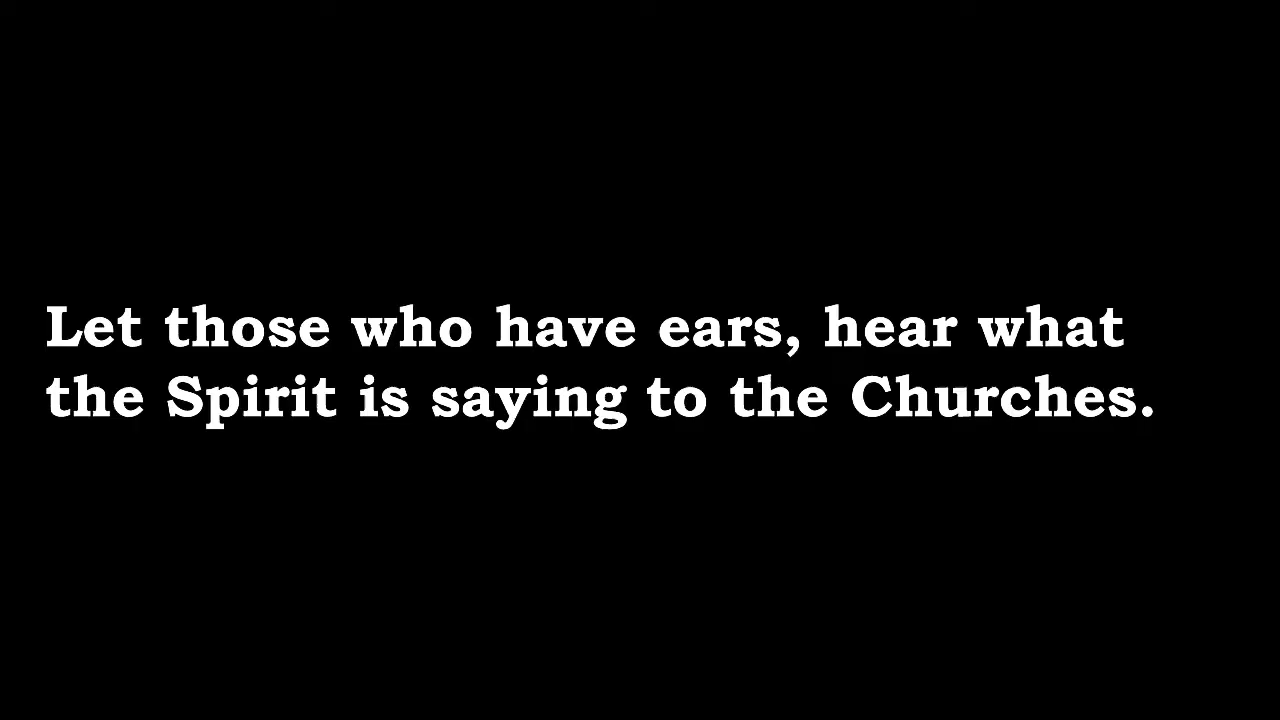 Let those who have ears, hear what
the Spirit is saying to the Churches.